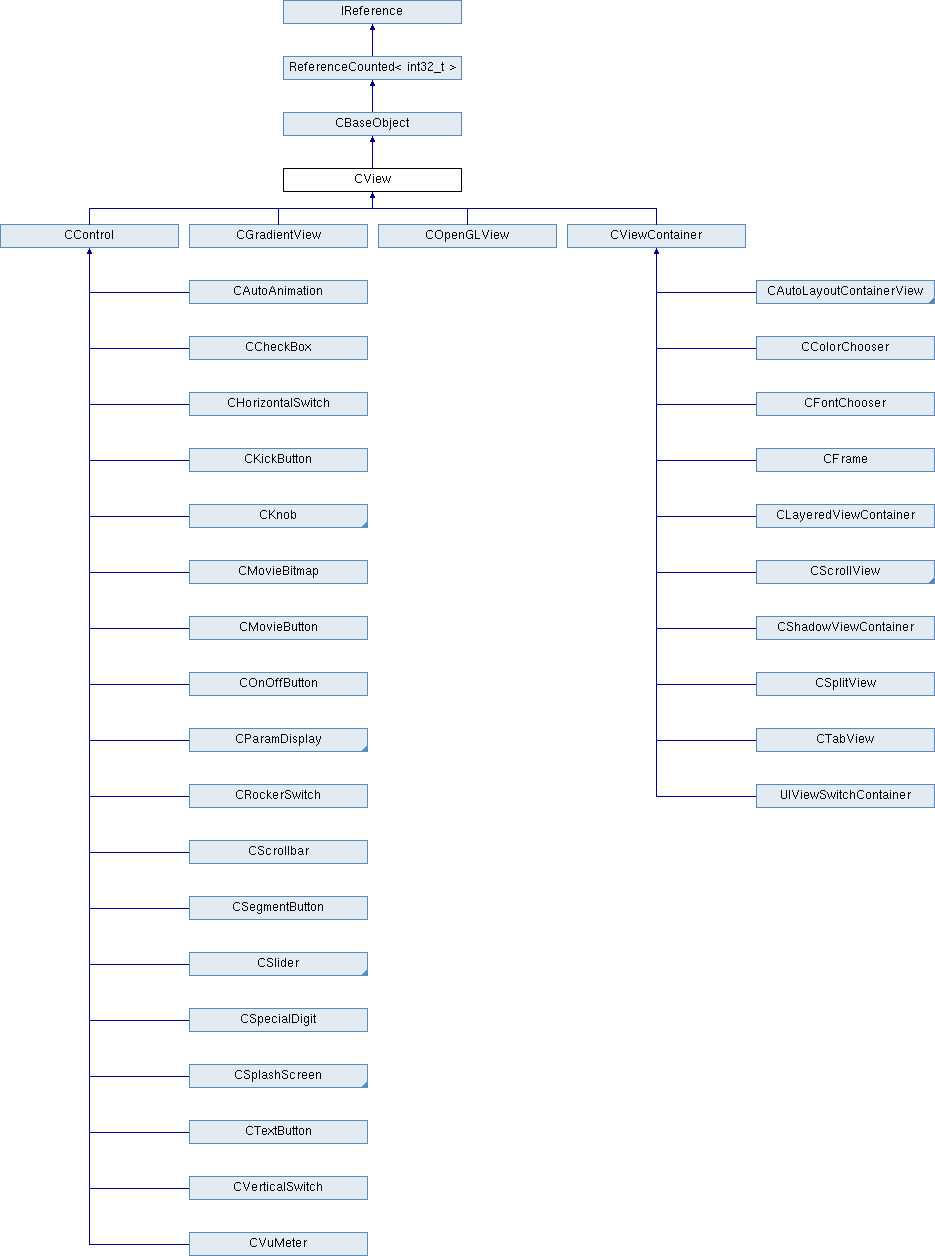 IReference
ReferenceCounted< int32_t >
CBaseObject
CView
CControl
CGradientView
COpenGLView
CViewContainer
CAutoAnimation
CAutoLayoutContainerView
CCheckBox
CColorChooser
CHorizontalSwitch
CFontChooser
CKickButton
CFrame
CKnob
CLayeredViewContainer
CMovieBitmap
CScrollView
CMovieButton
CShadowViewContainer
COnOffButton
CSplitView
CParamDisplay
CTabView
CRockerSwitch
UIViewSwitchContainer
CScrollbar
CSegmentButton
CSlider
CSpecialDigit
CSplashScreen
CTextButton
CVerticalSwitch
CVuMeter